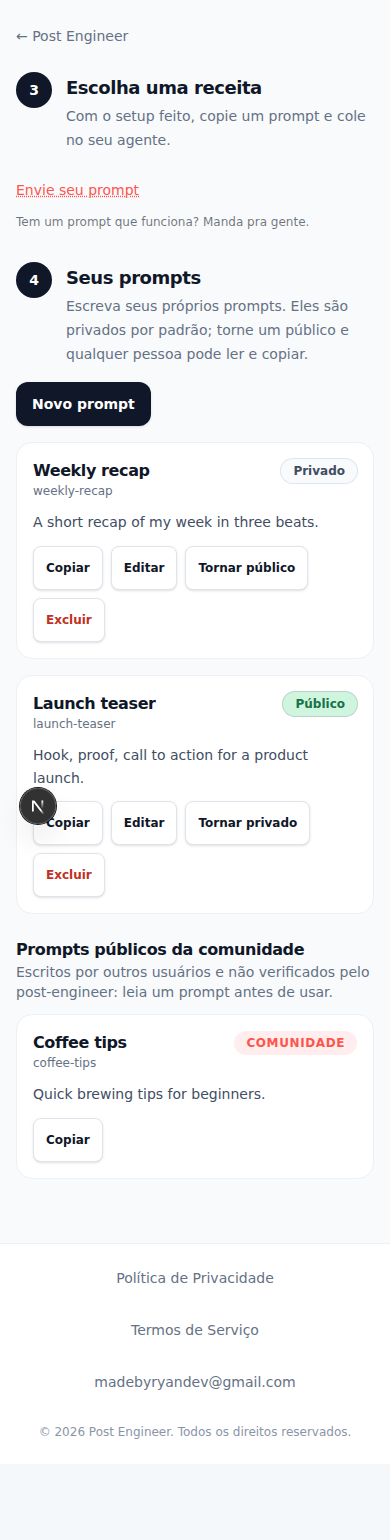 ← Post Engineer
3
Escolha uma receita
Com o setup feito, copie um prompt e cole
no seu agente.
Envie seu prompt
Tem um prompt que funciona? Manda pra gente.
4
Seus prompts
Escreva seus próprios prompts. Eles são
privados por padrão; torne um público e
qualquer pessoa pode ler e copiar.
Novo prompt
Weekly recap
Privado
weekly-recap
A short recap of my week in three beats.
Copiar
Editar
Tornar público
Excluir
Launch teaser
Público
launch-teaser
Hook, proof, call to action for a product
launch.
N
Copiar
Editar
Tornar privado
Excluir
Prompts públicos da comunidade
Escritos por outros usuários e não verificados pelo
post-engineer: leia um prompt antes de usar.
Coffee tips
COMUNIDADE
coffee-tips
Quick brewing tips for beginners.
Copiar
Política de Privacidade
Termos de Serviço
madebyryandev@gmail.com
© 2026 Post Engineer. Todos os direitos reservados.